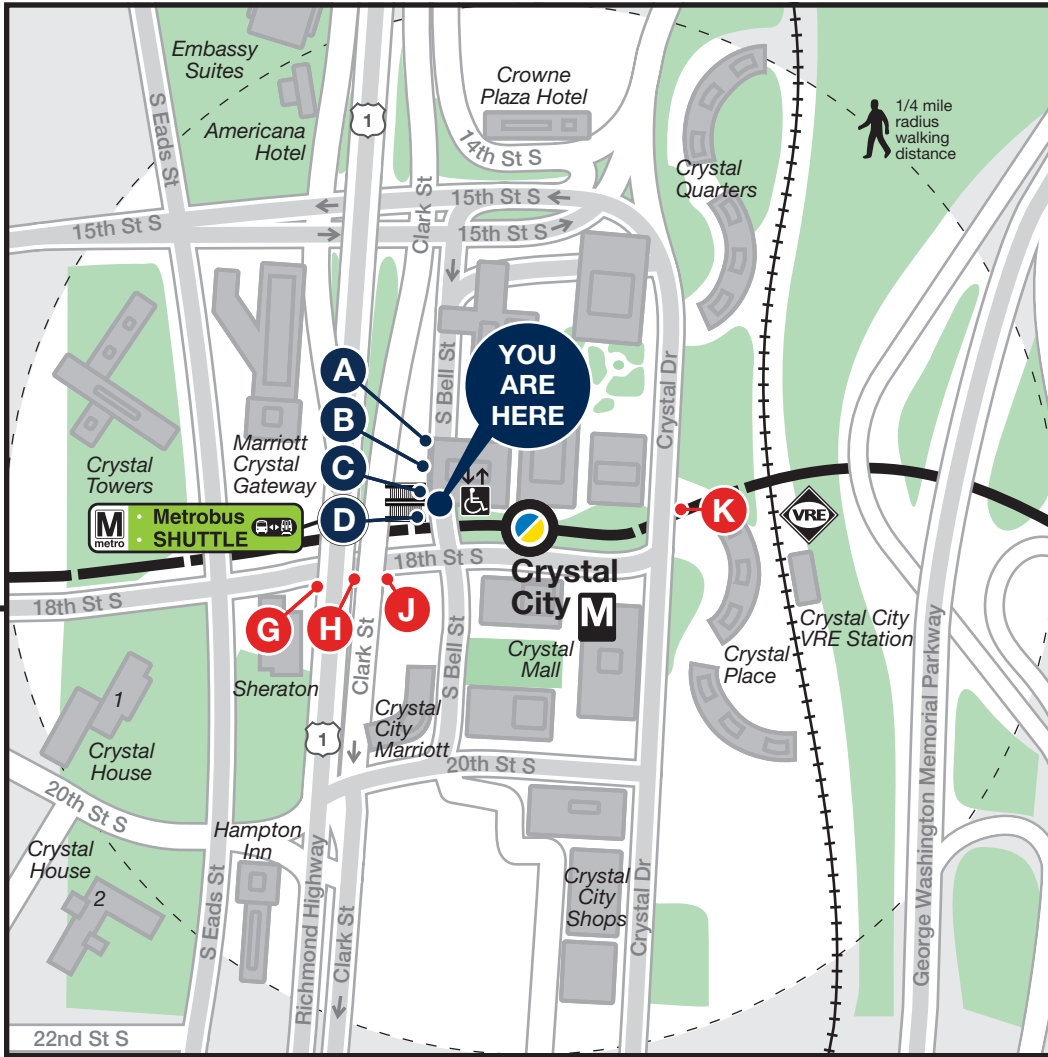 Embassy
Suites
Americana
Hotel
S Eads St
1
Clark St
Crowne
Plaza Hotel
14th St S
Crystal
Quarters
1/4 mile
radius
walking
distance
15th St S
15th St S
15th St S
S Bell St
YOU
ARE
HERE
Crystal Dr
A
B
C
D
Marriott
Crystal
Gateway
Crystal
Towers
M
metro
• Metrobus
• SHUTTLE
K
VRE
18th St S
18th St S
Crystal
City
M
G
H
J
Sheraton
Clark St
S Bell St
Crystal
Mall
Crystal City
VRE Station
Crystal
Place
1
Crystal
City
Marriott
1
Crystal
House
20th St S
20th St S
Hampton
Inn
Crystal
House
2
S Eads St
Richmond Highway
Clark St
Crystal
City
Shops
Crystal Dr
George Washington Memorial Parkway
22nd St S